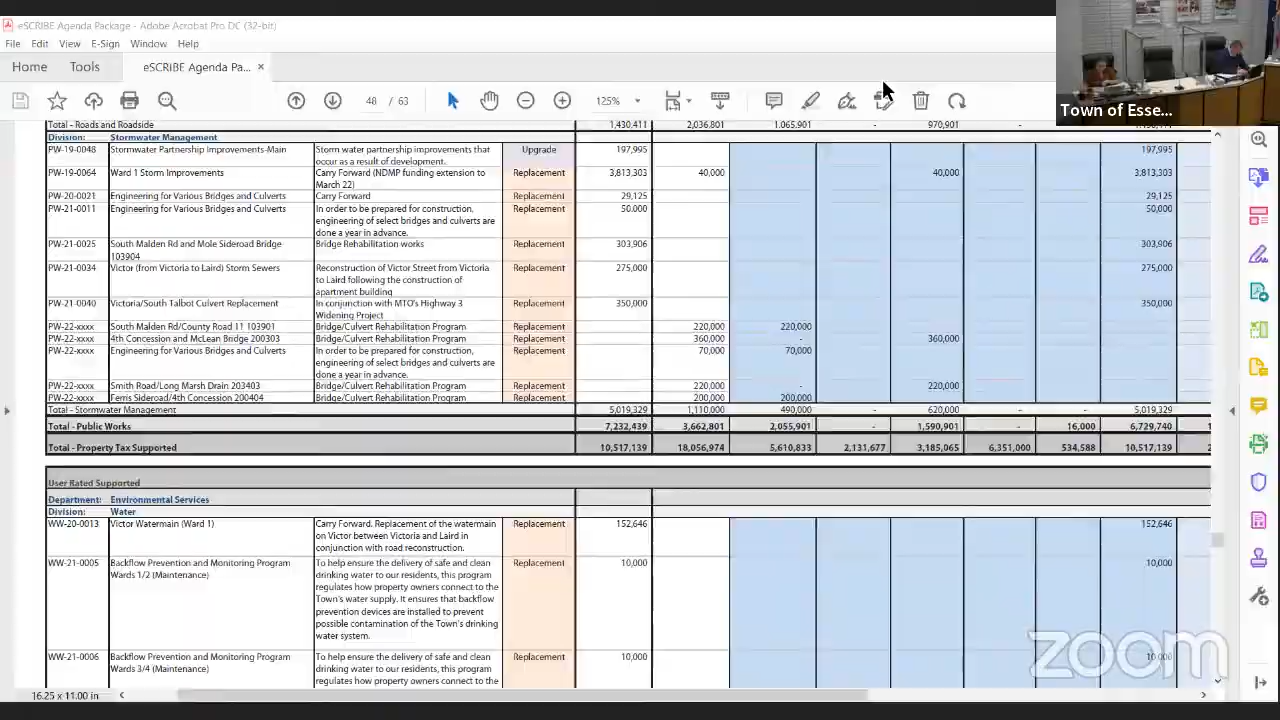 eSCRIBE Agenda Package - Adobe Acrobat Pro DC (32-bit)
File Edit View E-Sign Window Help
Home Tools eSCRIBE Agenda Pa... ×
48 / 63 125%
Town of Esse...
Total - Roads and Roadside 1,430,411 2,036,801 1,065,901 - 970,901 -
Division: Stormwater Management
PW-19-0048 Stormwater Partnership Improvements-Main Storm water partnership improvements that Upgrade 197,995 197,995
occur as a result of development.
PW-19-0064 Ward 1 Storm Improvements Carry Forward (NDMP funding extension to Replacement 3,813,303 40,000 40,000 3,813,303
March 22)
PW-20-0021 Engineering for Various Bridges and Culverts Carry Forward Replacement 29,125 29,125
PW-21-0011 Engineering for Various Bridges and Culverts In order to be prepared for construction, Replacement 50,000 50,000
engineering of select bridges and culverts are
done a year in advance.
PW-21-0025 South Malden Rd and Mole Sideroad Bridge Bridge Rehabilitation works Replacement 303,906 303,906
103904
PW-21-0034 Victor (from Victoria to Laird) Storm Sewers Reconstruction of Victor Street from Victoria Replacement 275,000 275,000
to Laird following the construction of
apartment building
PW-21-0040 Victoria/South Talbot Culvert Replacement In conjunction with MTO's Highway 3 Replacement 350,000 350,000
Widening Project
PW-22-xxxx South Malden Rd/County Road 11 103901 Bridge/Culvert Rehabilitation Program Replacement 220,000 220,000
PW-22-xxxx 4th Concession and McLean Bridge 200303 Bridge/Culvert Rehabilitation Program Replacement 360,000 - 360,000
PW-22-xxxx Engineering for Various Bridges and Culverts In order to be prepared for construction, Replacement 70,000 70,000
engineering of select bridges and culverts are
done a year in advance.
PW-22-xxxx Smith Road/Long Marsh Drain 203403 Bridge/Culvert Rehabilitation Program Replacement 220,000 - 220,000
PW-22-xxxx Ferris Sideroad/4th Concession 200404 Bridge/Culvert Rehabilitation Program Replacement 200,000 200,000
Total - Stormwater Management 5,019,329 1,110,000 490,000 - 620,000 - - 5,019,329
Total - Public Works 7,232,439 3,662,801 2,055,901 - 1,590,901 - 16,000 6,729,740 1
Total - Property Tax Supported 10,517,139 18,056,974 5,610,833 2,131,677 3,185,065 6,351,000 534,588 10,517,139 2
User Rated Supported
Department: Environmental Services
Division: Water
WW-20-0013 Victor Watermain (Ward 1) Carry Forward. Replacement of the watermain Replacement 152,646 152,646
on Victor between Victoria and Laird in
conjunction with road reconstruction.
WW-21-0005 Backflow Prevention and Monitoring Program To help ensure the delivery of safe and clean Replacement 10,000 10,000
Wards 1/2 (Maintenance) drinking water to our residents, this program
regulates how property owners connect to the
Town's water supply. It ensures that backflow
prevention devices are installed to prevent
possible contamination of the Town's drinking
water system.
WW-21-0006 Backflow Prevention and Monitoring Program To help ensure the delivery of safe and clean Replacement 10,000 10,000
Wards 3/4 (Maintenance) drinking water to our residents, this program
regulates how property owners connect to the
zoom
16.25 x 11.00 in